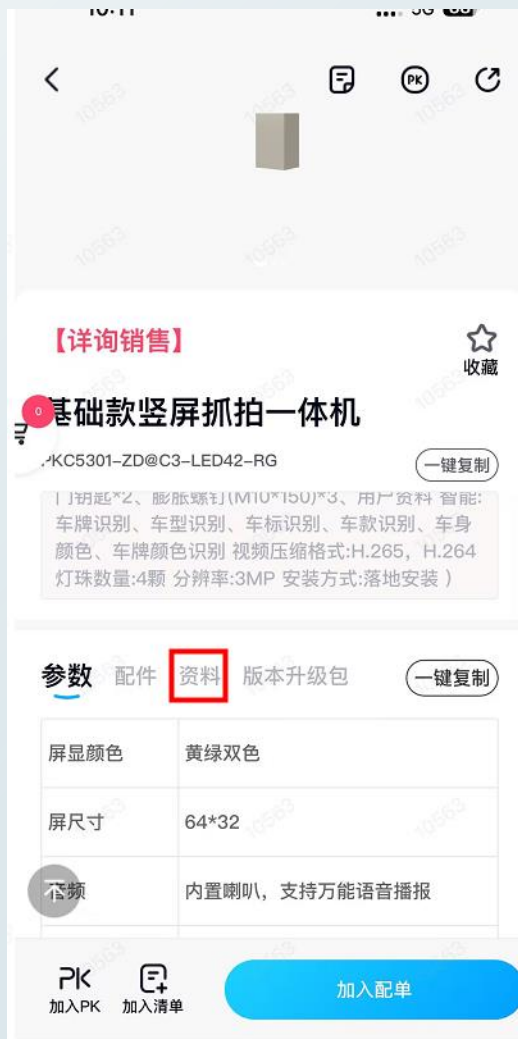 10:11
5G
PK
【详询销售】
收藏
0
基础款竖屏抓拍一体机
PKC5301-ZD@C3-LED42-RG
一键复制
门钥匙*2、膨胀螺钉(M10*150)*3、用户资料 智能:
车牌识别、车型识别、车标识别、车款识别、车身
颜色、车牌颜色识别 视频压缩格式:H.265，H.264
灯珠数量:4颗 分辨率:3MP 安装方式:落地安装 ）
参数 配件 资料 版本升级包 一键复制
屏显颜色 黄绿双色
屏尺寸 64*32
音频 内置喇叭，支持万能语音播报
PK
加入PK 加入清单 加入配单
10563